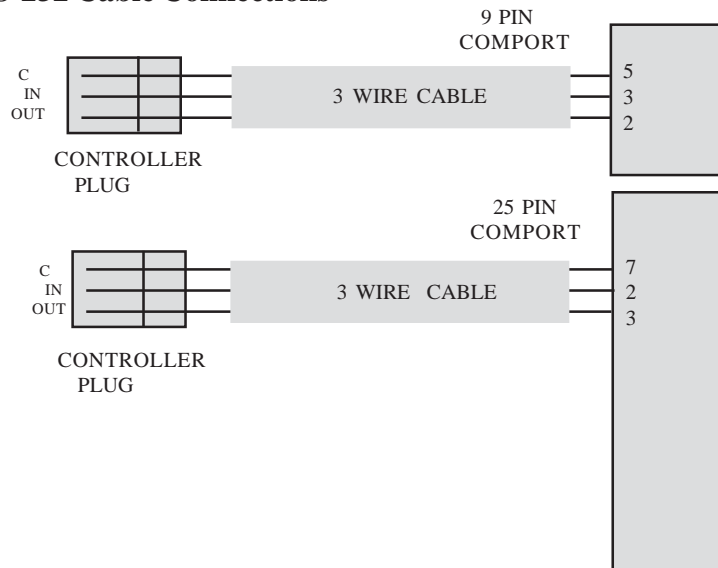 232 Cable Connections
9 PIN
COMPORT
C
IN
OUT
3 WIRE CABLE
5
3
2
CONTROLLER
PLUG
25 PIN
COMPORT
C
IN
OUT
3 WIRE CABLE
7
2
3
CONTROLLER
PLUG